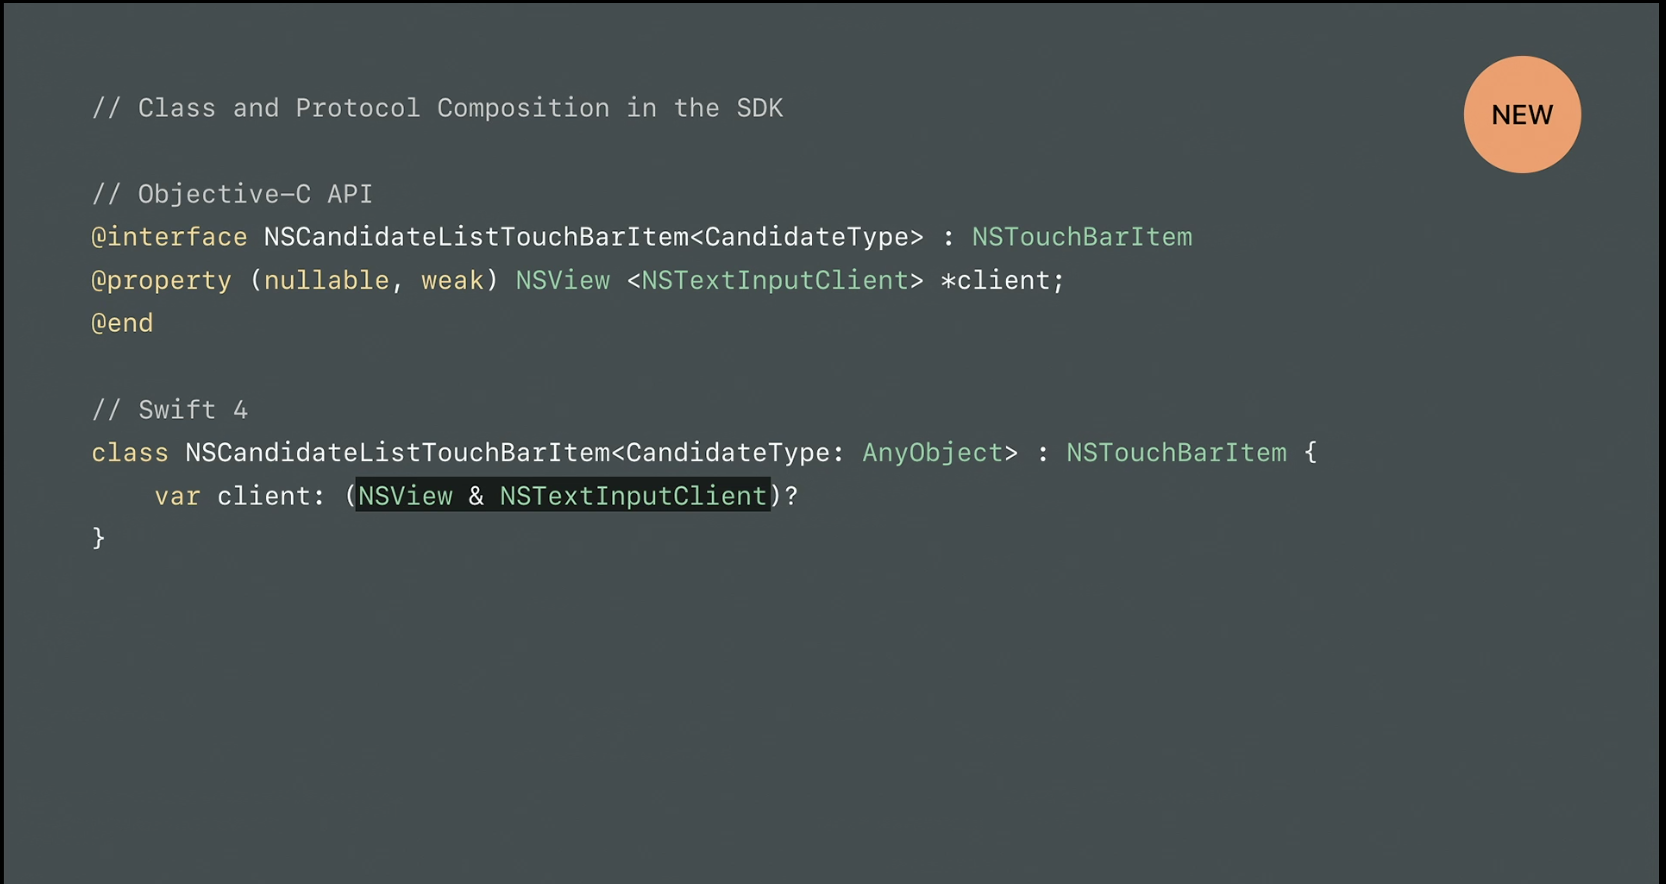 // Class and Protocol Composition in the SDK
NEW
// Objective-C API
@interface NSCandidateListTouchBarItem<CandidateType> : NSTouchBarItem
@property (nullable, weak) NSView <NSTextInputClient> *client;
@end
// Swift 4
class NSCandidateListTouchBarItem<CandidateType: AnyObject> : NSTouchBarItem {
    var client: (NSView & NSTextInputClient)?
}